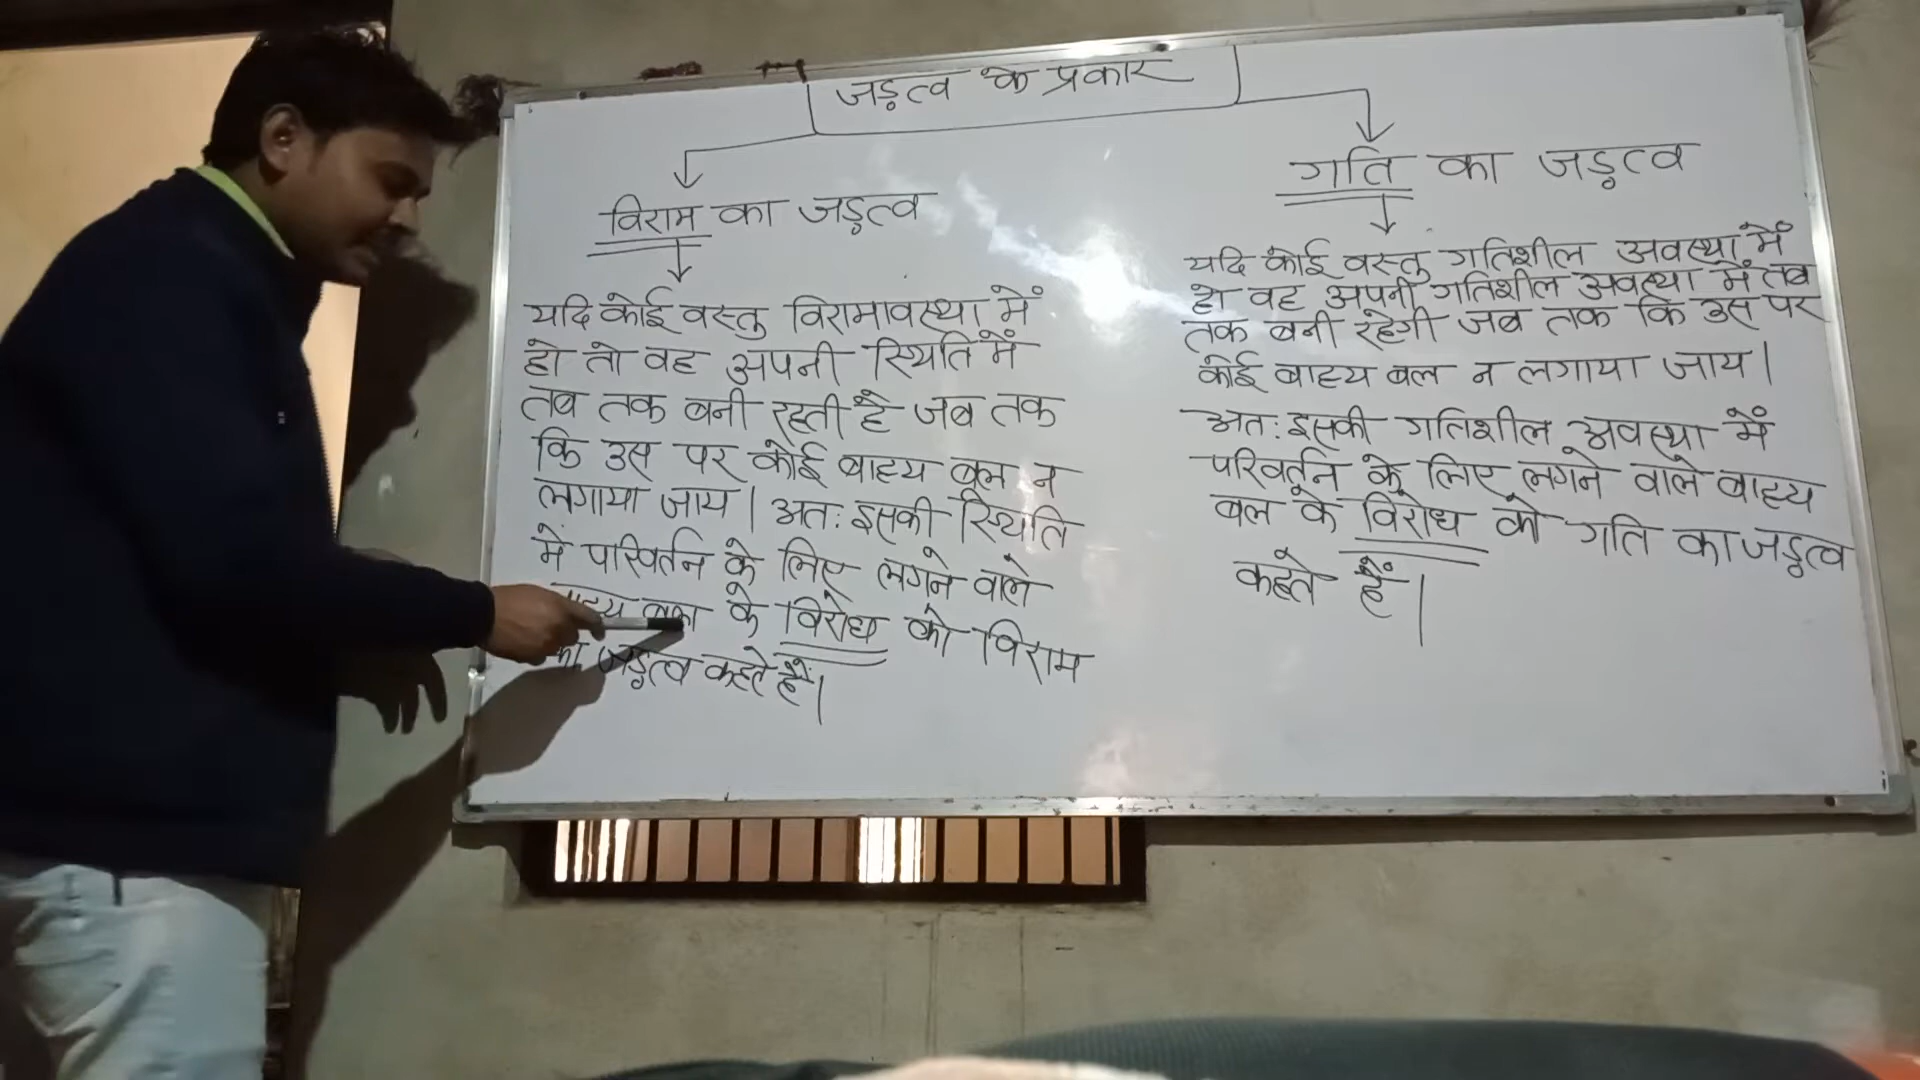 जड़त्व के प्रकार
विराम का जड़त्व
यदि कोई वस्तु विरामावस्था में
हो तो वह अपनी स्थिति में
तब तक बनी रहती है जब तक
कि उस पर कोई बाह्य बल न
लगाया जाय। अतः इसकी स्थिति
में परिवर्तन के लिए लगने वाले
बल के विरोध को विराम
का जड़त्व कहते हैं।
गति का जड़त्व
यदि कोई वस्तु गतिशील अवस्था में
हो वह अपनी गतिशील अवस्था में तब
तक बनी रहेगी जब तक कि उस पर
कोई बाह्य बल न लगाया जाय।
अतः इसकी गतिशील अवस्था में
परिवर्तन के लिए लगने वाले बाह्य
बल के विरोध को गति का जड़त्व
कहते हैं।